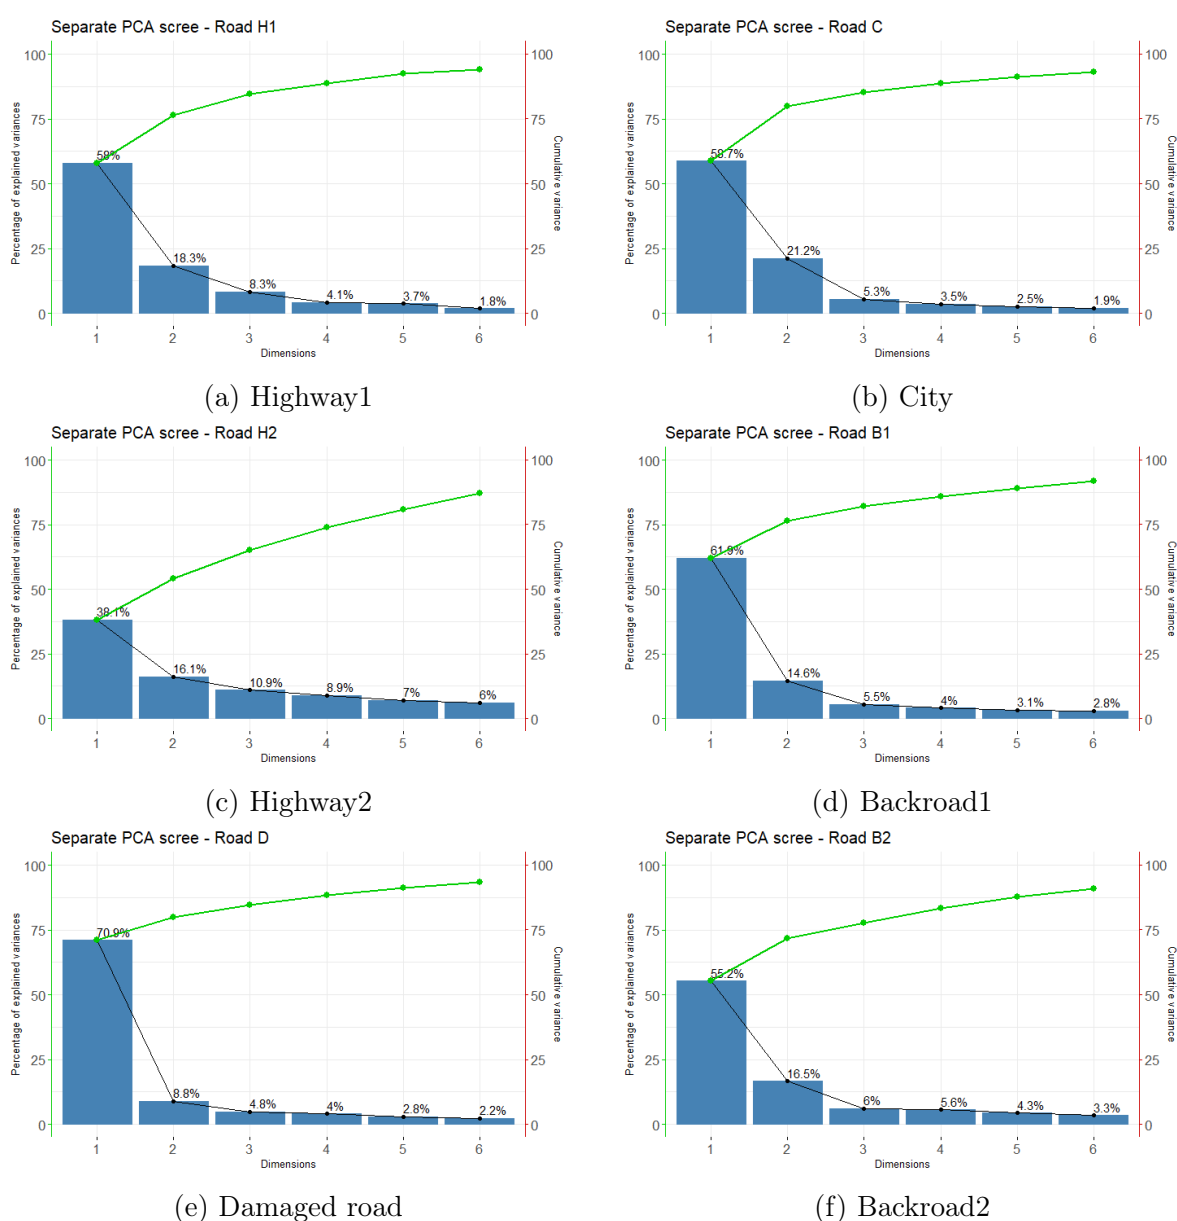 Separate PCA scree - Road H1
Percentage of explained variances
100
75
50
25
0
58%
18.3%
8.3%
4.1%
3.7%
1.8%
100
75
50
25
0
Cumulative variance
1 2 3 4 5 6
Dimensions
(a) Highway1
Separate PCA scree - Road C
Percentage of explained variances
100
75
50
25
0
58.7%
21.2%
5.3%
3.5%
2.5%
1.9%
100
75
50
25
0
Cumulative variance
1 2 3 4 5 6
Dimensions
(b) City
Separate PCA scree - Road H2
Percentage of explained variances
100
75
50
25
0
38.1%
16.1%
10.9%
8.9%
7%
6%
100
75
50
25
0
Cumulative variance
1 2 3 4 5 6
Dimensions
(c) Highway2
Separate PCA scree - Road B1
Percentage of explained variances
100
75
50
25
0
61.9%
14.6%
5.5%
4%
3.1%
2.8%
100
75
50
25
0
Cumulative variance
1 2 3 4 5 6
Dimensions
(d) Backroad1
Separate PCA scree - Road D
Percentage of explained variances
100
75
50
25
0
70.9%
8.8%
4.8%
4%
2.8%
2.2%
100
75
50
25
0
Cumulative variance
1 2 3 4 5 6
Dimensions
(e) Damaged road
Separate PCA scree - Road B2
Percentage of explained variances
100
75
50
25
0
55.2%
16.5%
6%
5.6%
4.3%
3.3%
100
75
50
25
0
Cumulative variance
1 2 3 4 5 6
Dimensions
(f) Backroad2